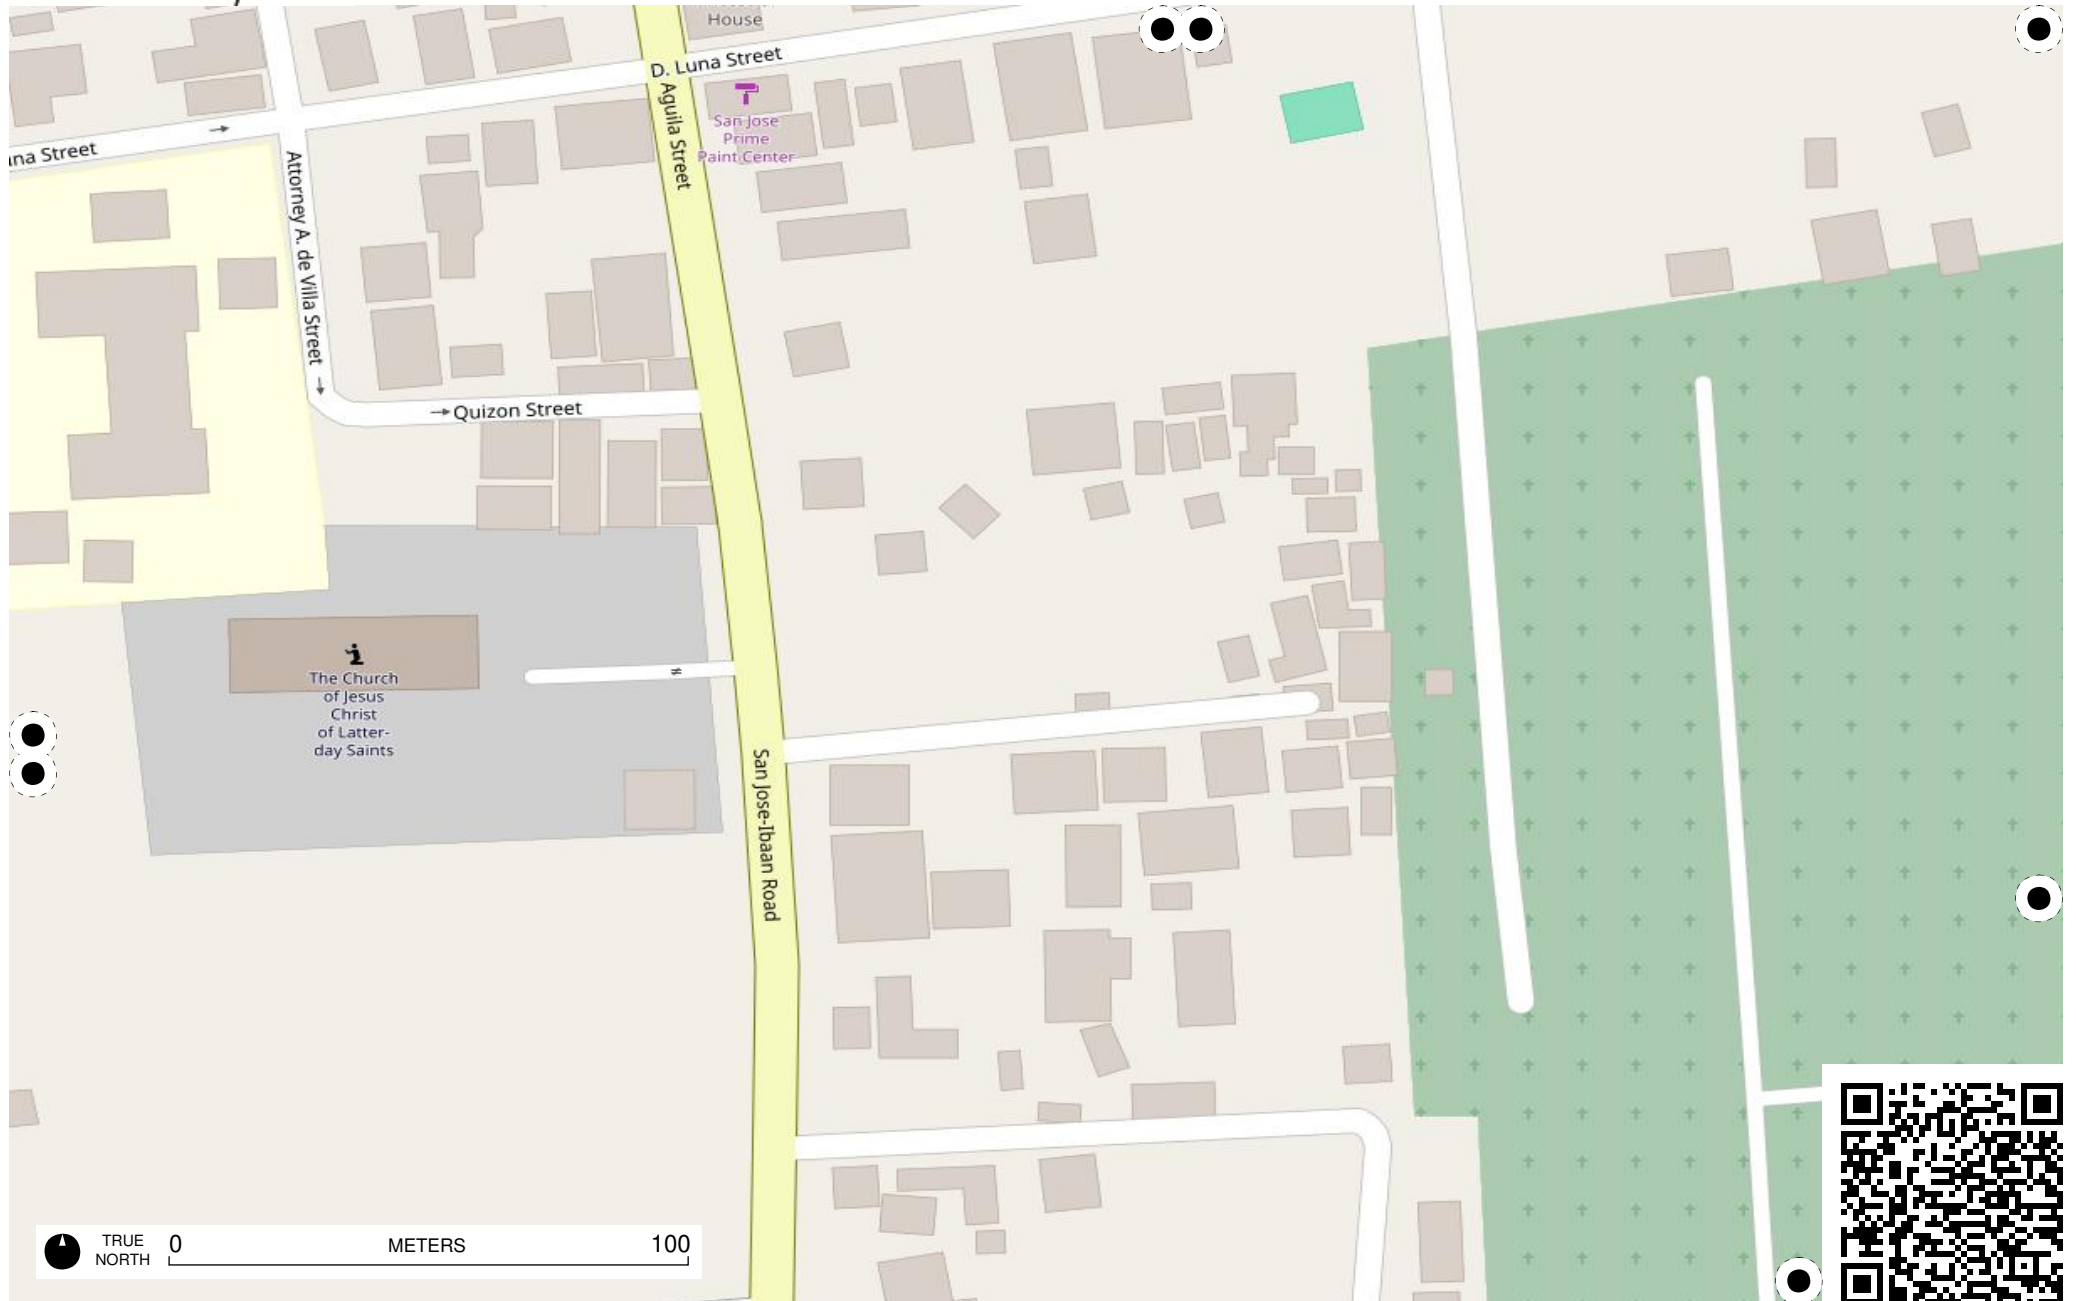 House
D. Luna Street
Aguila Street
San Jose
Prime
Paint Center
una Street
Attorney A. de Villa Street
Quizon Street
The Church
of Jesus
Christ
of Latter-
day Saints
San Jose-Ibaan Road
TRUE
NORTH
0
METERS
100